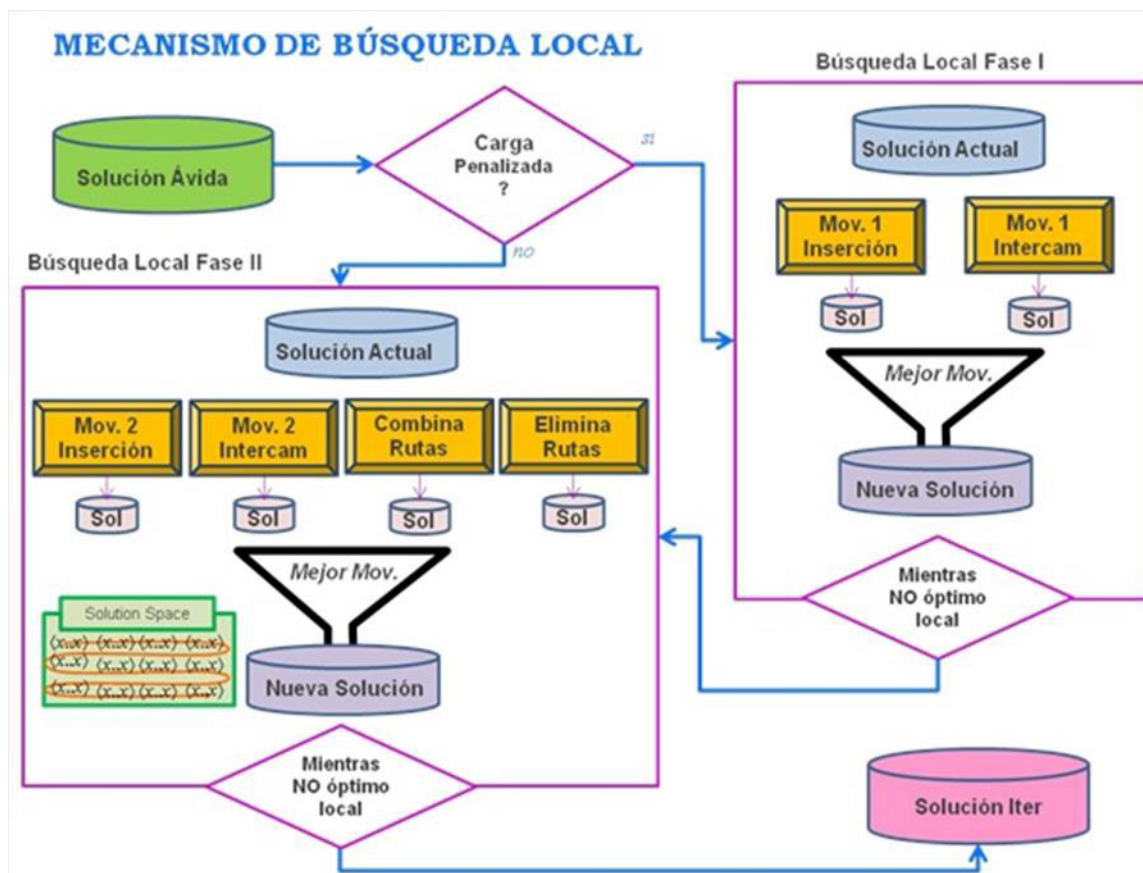 MECANISMO DE BÚSQUEDA LOCAL
Solución Ávida
Carga
Penalizada
?
si
no
Búsqueda Local Fase I
Solución Actual
Mov. 1
Inserción
Mov. 1
Intercam
Sol
Sol
Mejor Mov.
Nueva Solución
Mientras
NO óptimo
local
Búsqueda Local Fase II
Solución Actual
Mov. 2
Inserción
Mov. 2
Intercam
Combina
Rutas
Elimina
Rutas
Sol
Sol
Sol
Sol
Mejor Mov.
Solution Space
(x..x) (x..x) (x..x) (x..x)
(x..x) (x..x) (x..x) (x..x)
(x..x) (x..x) (x..x) (x..x)
Nueva Solución
Mientras
NO óptimo
local
Solución Iter